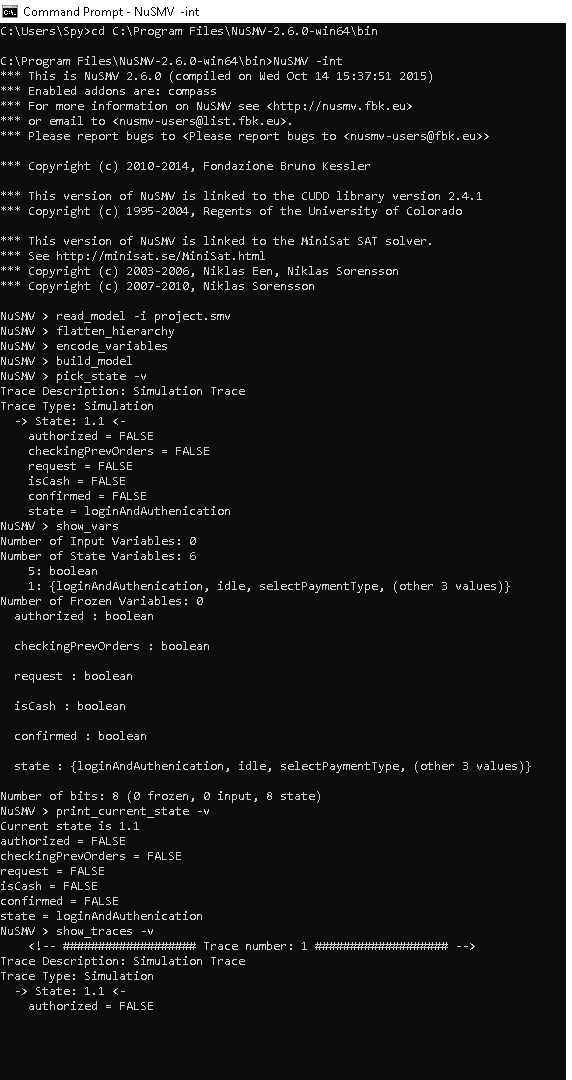 Command Prompt - NuSMV  -int
C:\Users\Spy>cd C:\Program Files\NuSMV-2.6.0-win64\bin
C:\Program Files\NuSMV-2.6.0-win64\bin>NuSMV -int
*** This is NuSMV 2.6.0 (compiled on Wed Oct 14 15:37:51 2015)
*** Enabled addons are: compass
*** For more information on NuSMV see <http://nusmv.fbk.eu>
*** or email to <nusmv-users@list.fbk.eu>.
*** Please report bugs to <Please report bugs to <nusmv-users@fbk.eu>>
*** Copyright (c) 2010-2014, Fondazione Bruno Kessler
*** This version of NuSMV is linked to the CUDD library version 2.4.1
*** Copyright (c) 1995-2004, Regents of the University of Colorado
*** This version of NuSMV is linked to the MiniSat SAT solver.
*** See http://minisat.se/MiniSat.html
*** Copyright (c) 2003-2006, Niklas Een, Niklas Sorensson
*** Copyright (c) 2007-2010, Niklas Sorensson
NuSMV > read_model -i project.smv
NuSMV > flatten_hierarchy
NuSMV > encode_variables
NuSMV > build_model
NuSMV > pick_state -v
Trace Description: Simulation Trace
Trace Type: Simulation
  -> State: 1.1 <-
    authorized = FALSE
    checkingPrevOrders = FALSE
    request = FALSE
    isCash = FALSE
    confirmed = FALSE
    state = loginAndAuthenication
NuSMV > show_vars
Number of Input Variables: 0
Number of State Variables: 6
    5: boolean
    1: {loginAndAuthenication, idle, selectPaymentType, (other 3 values)}
Number of Frozen Variables: 0
  authorized : boolean
  checkingPrevOrders : boolean
  request : boolean
  isCash : boolean
  confirmed : boolean
  state : {loginAndAuthenication, idle, selectPaymentType, (other 3 values)}
Number of bits: 8 (0 frozen, 0 input, 8 state)
NuSMV > print_current_state -v
Current state is 1.1
authorized = FALSE
checkingPrevOrders = FALSE
request = FALSE
isCash = FALSE
confirmed = FALSE
state = loginAndAuthenication
NuSMV > show_traces -v
    <!-- ################### Trace number: 1 ################### -->
Trace Description: Simulation Trace
Trace Type: Simulation
  -> State: 1.1 <-
    authorized = FALSE